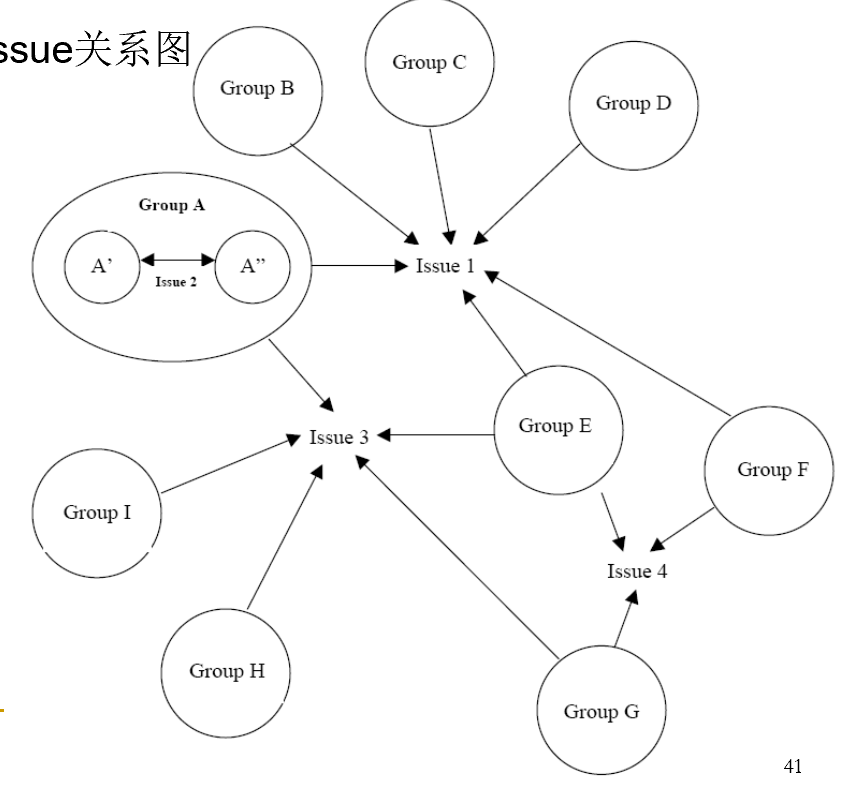 ssue关系图
Group B
Group C
Group D
Group A
A’
A”
Issue 2
Issue 1
Group E
Issue 3
Group F
Group I
Issue 4
Group H
Group G
41